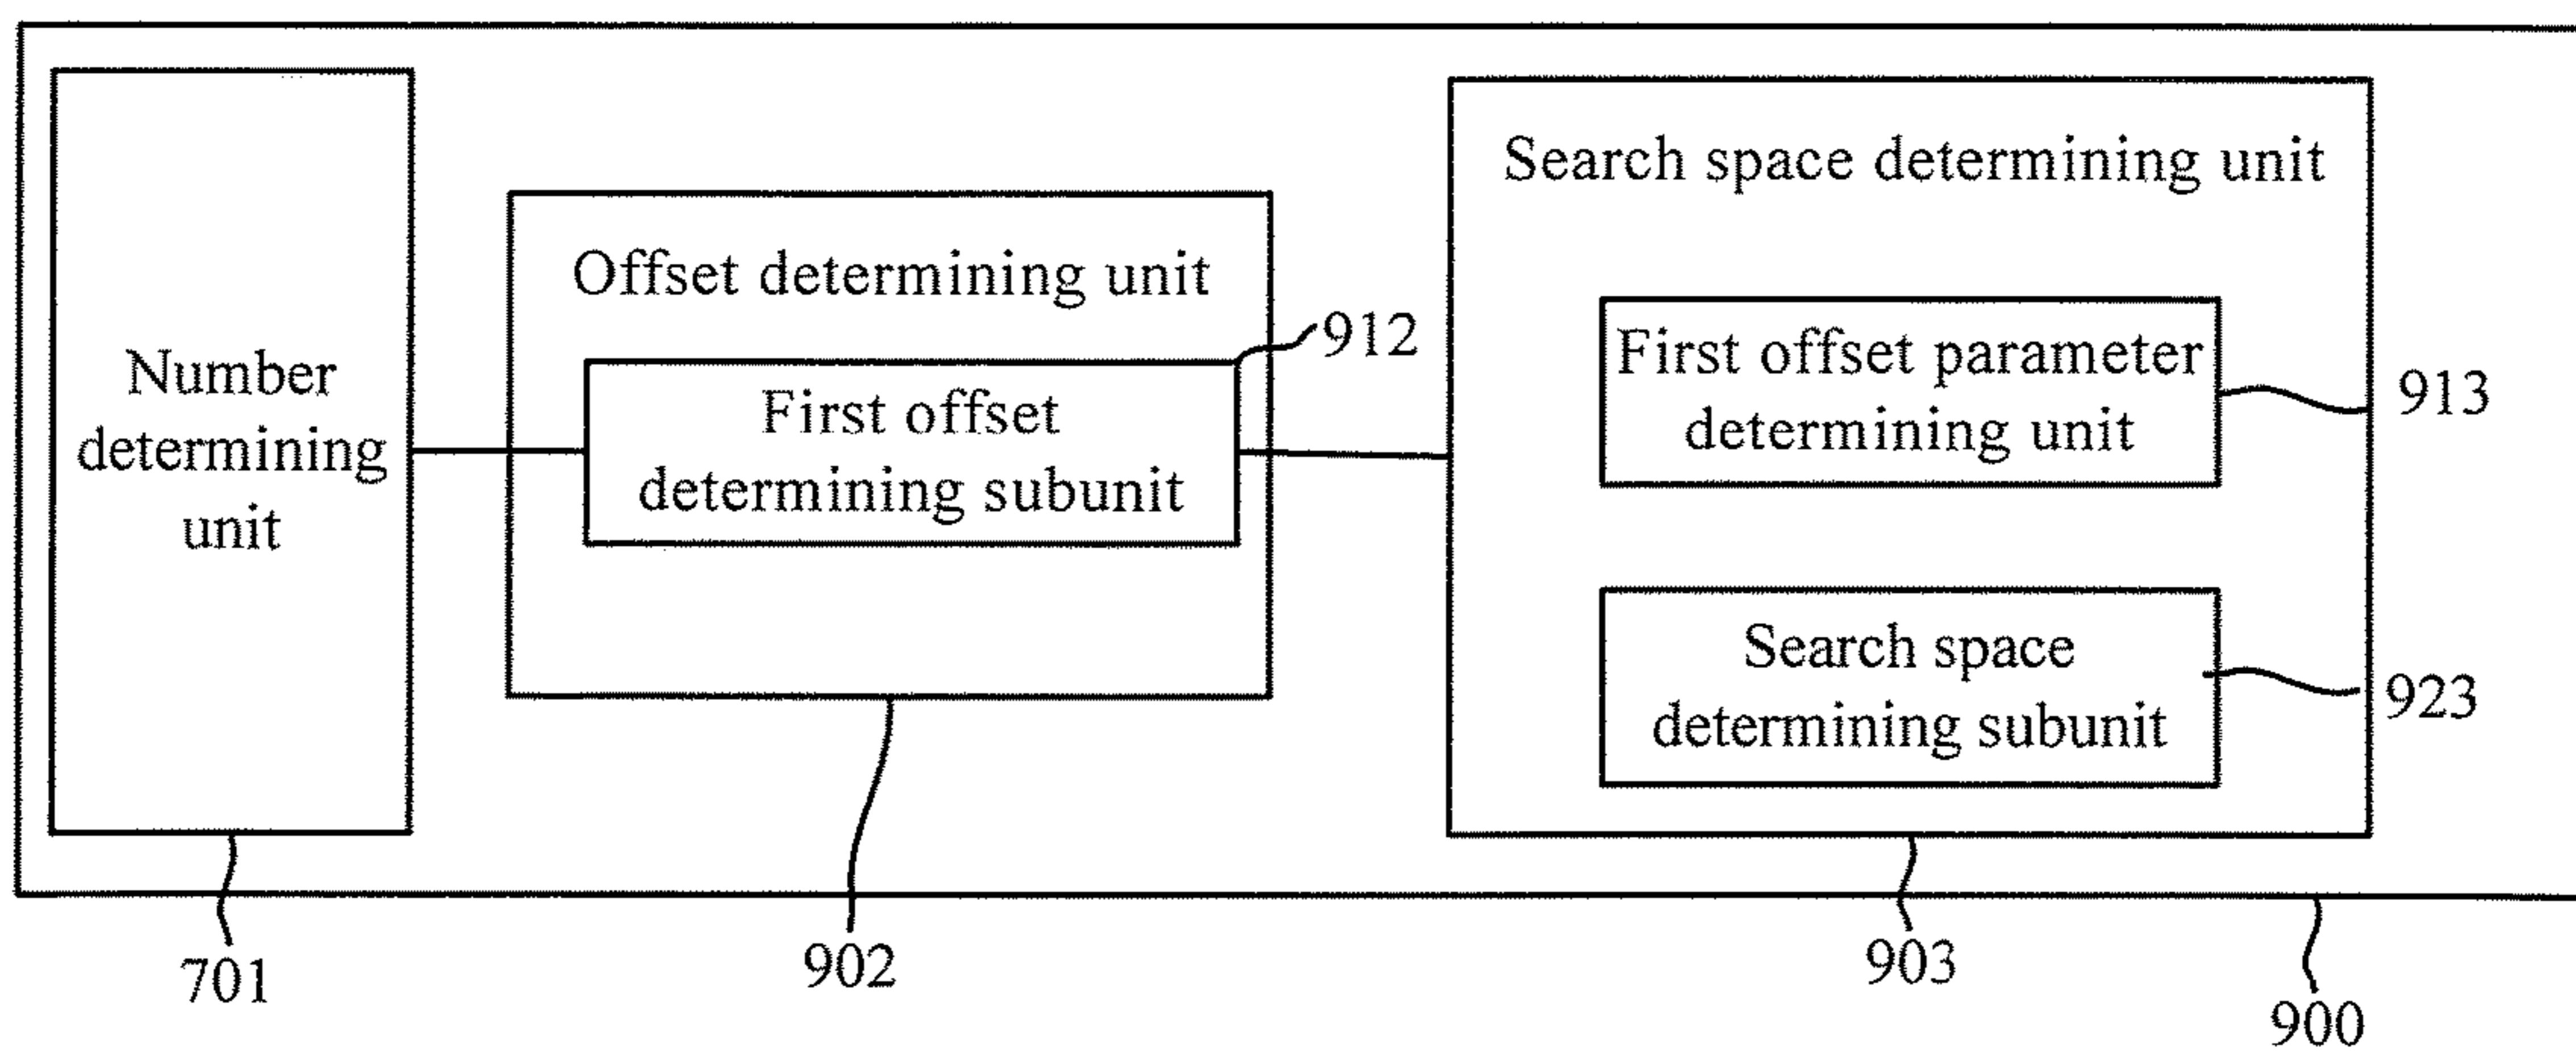 Number
determining
unit
Offset determining unit
First offset
determining subunit
912
Search space determining unit
First offset parameter
determining unit
913
Search space
determining subunit
923
701
902
903
900